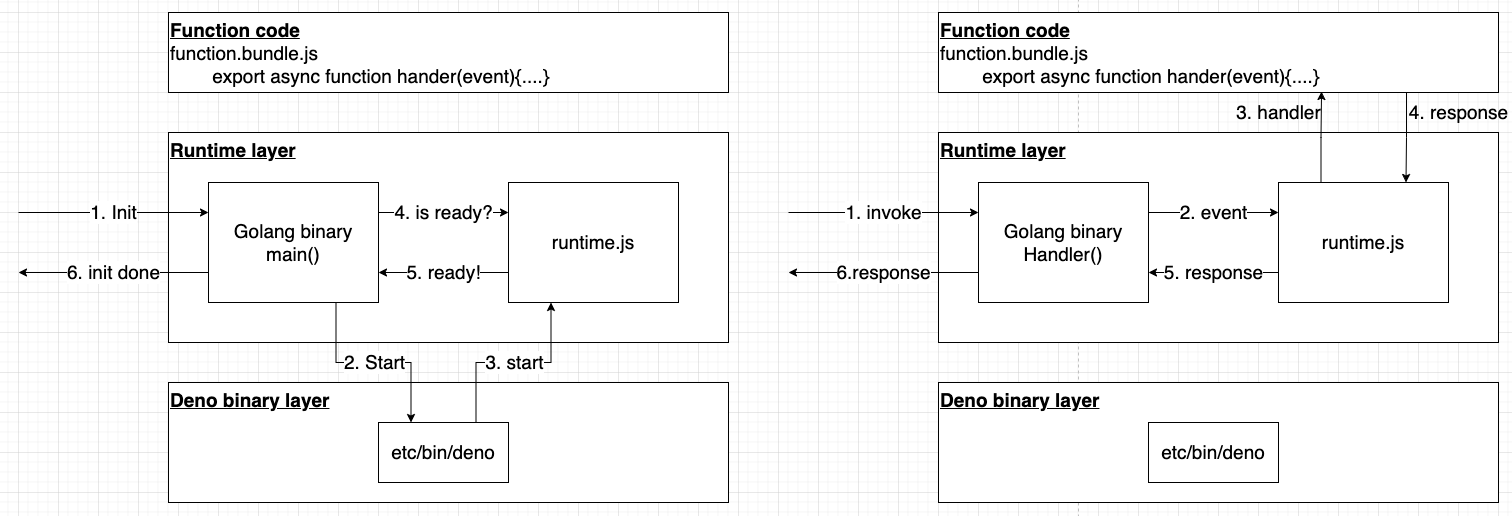 Function code
function.bundle.js
export async function hander(event){....}
Runtime layer
1. Init
Golang binary
main()
4. is ready?
runtime.js
6. init done
5. ready!
2. Start
3. start
Deno binary layer
etc/bin/deno
Function code
function.bundle.js
export async function hander(event){....}
3. handler
4. response
Runtime layer
1. invoke
Golang binary
Handler()
2. event
runtime.js
6.response
5. response
Deno binary layer
etc/bin/deno